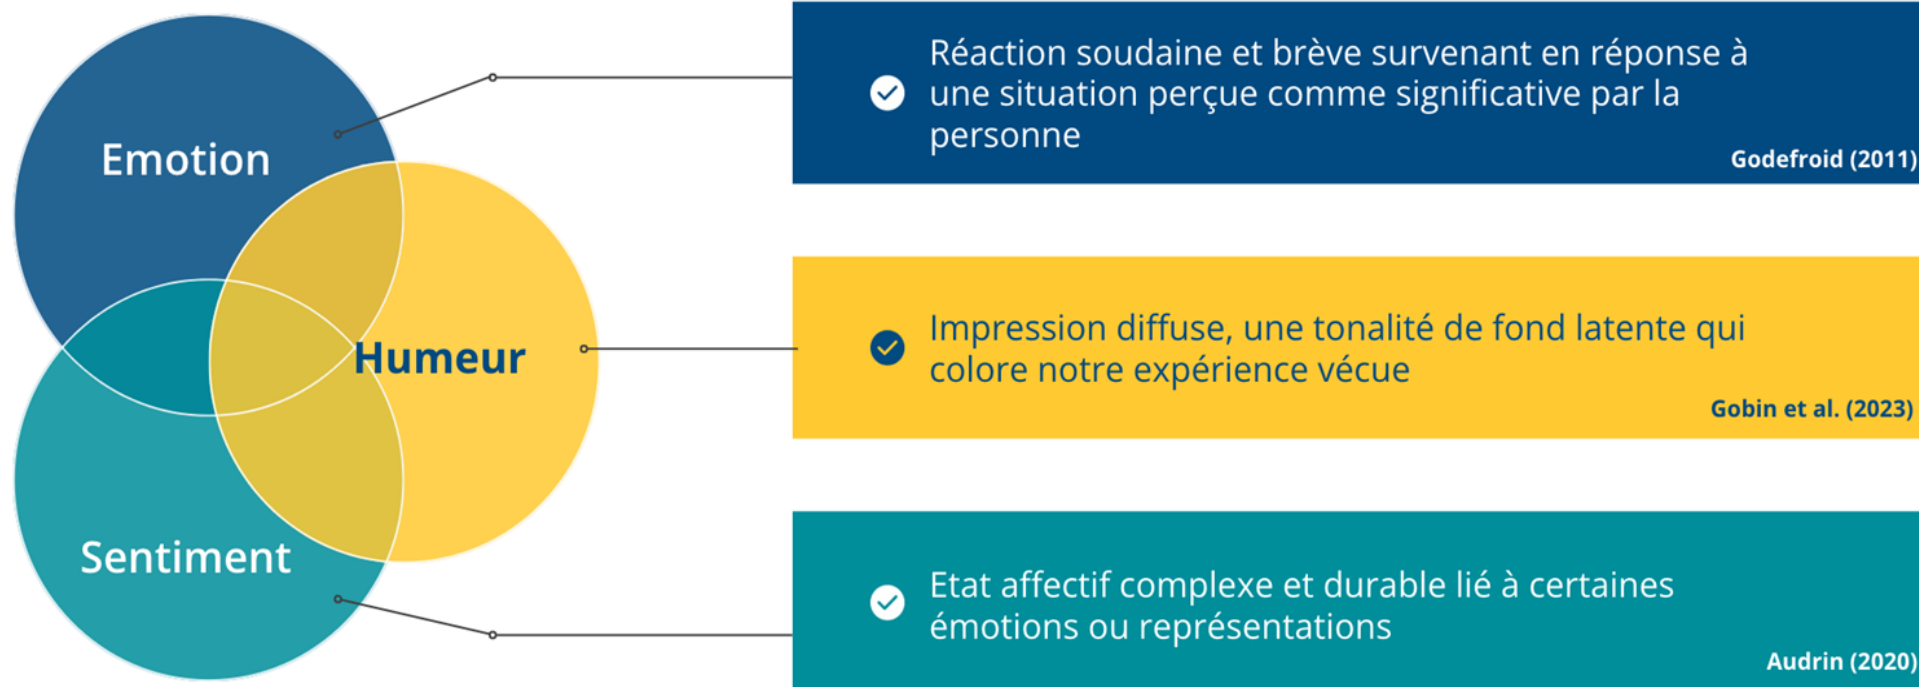 Emotion
Réaction soudaine et brève survenant en réponse à
une situation perçue comme significative par la
personne
Godefroid (2011)
Humeur
Impression diffuse, une tonalité de fond latente qui
colore notre expérience vécue
Gobin et al. (2023)
Sentiment
Etat affectif complexe et durable lié à certaines
émotions ou représentations
Audrin (2020)